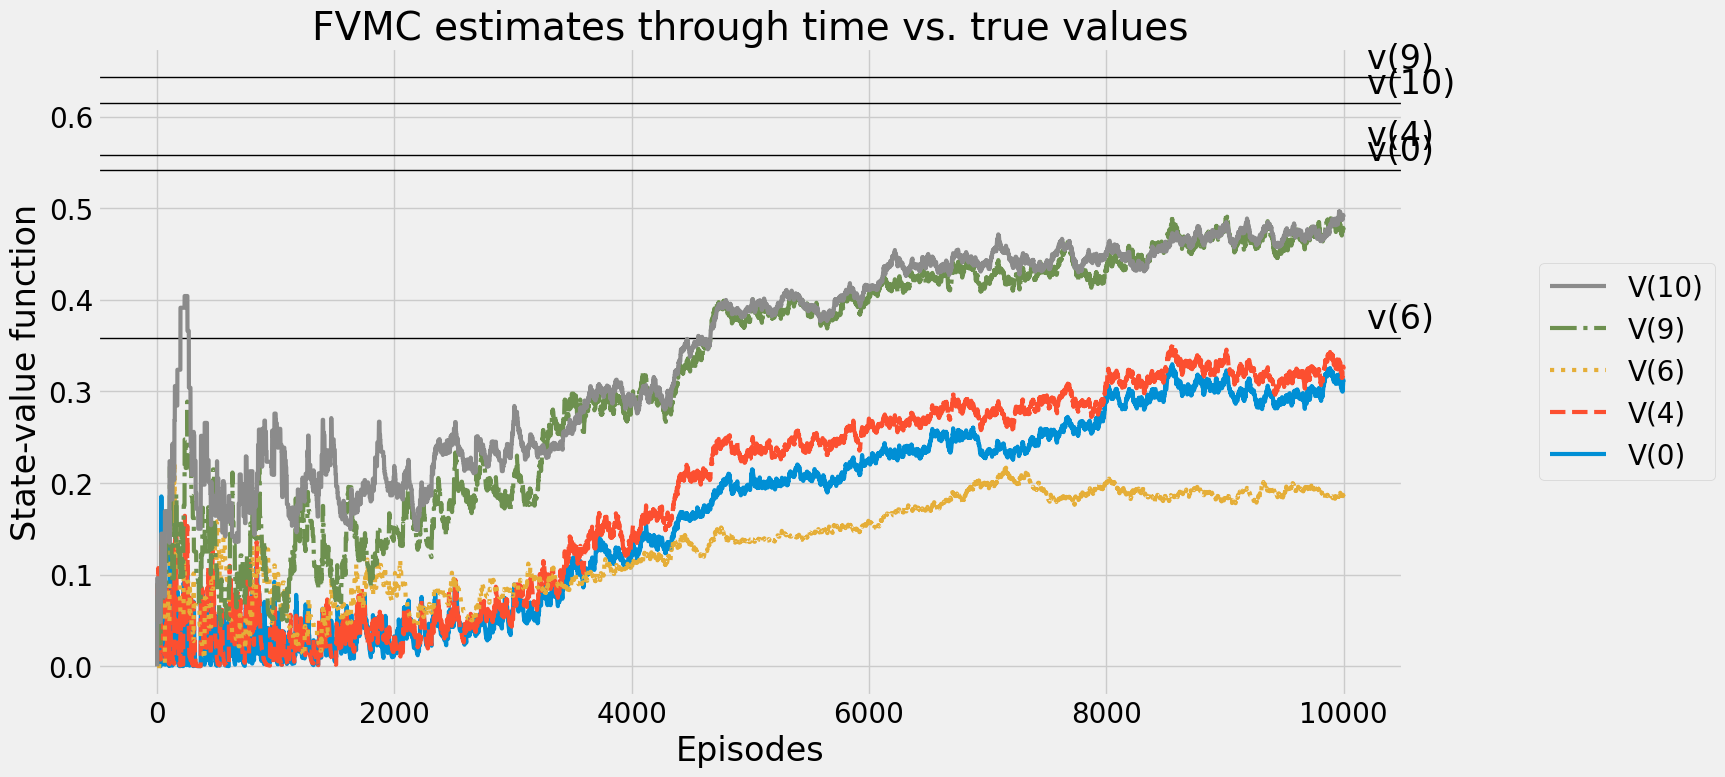 FVMC estimates through time vs. true values
State-value function
0.6
0.5
0.4
0.3
0.2
0.1
0.0
0
2000
4000
6000
8000
10000
Episodes
v(9)
v(10)
v(4)
v(0)
v(6)
V(10)
V(9)
V(6)
V(4)
V(0)